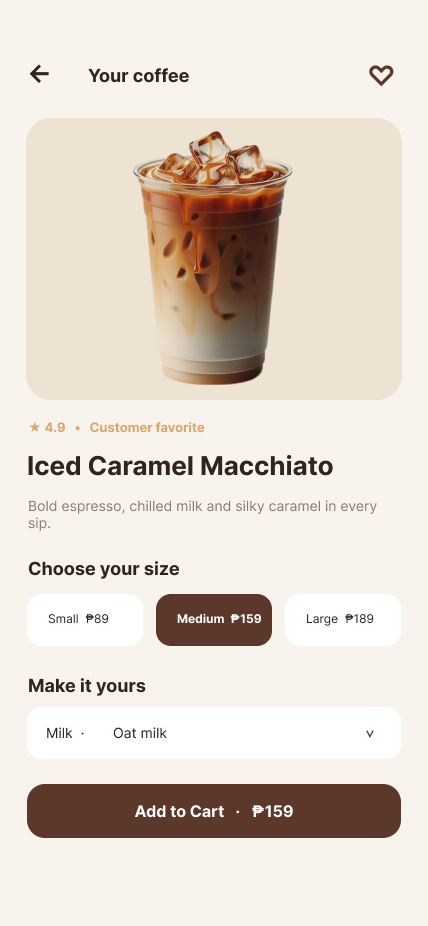 Your coffee
★ 4.9 • Customer favorite
Iced Caramel Macchiato
Bold espresso, chilled milk and silky caramel in every
sip.
Choose your size
Small ₱89
Medium ₱159
Large ₱189
Make it yours
Milk · Oat milk
Add to Cart · ₱159